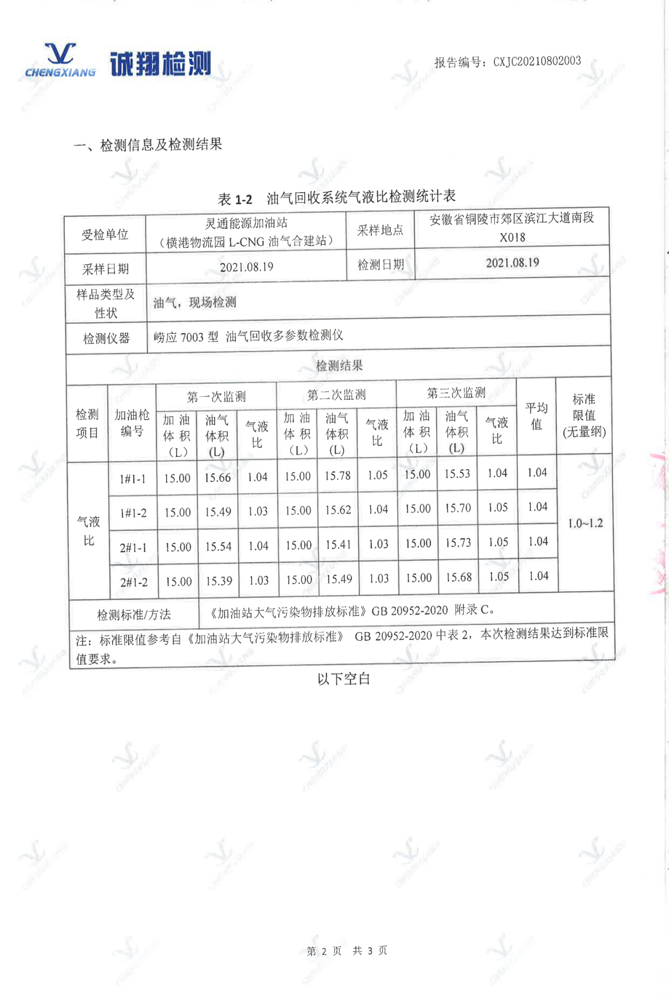 CHENGXIANG 诚翔检测
报告编号：CXJC20210802003
一、检测信息及检测结果
表 1-2 油气回收系统气液比检测统计表
受检单位 灵通能源加油站 （横港物流园 L-CNG 油气合建站） 采样地点 安徽省铜陵市郊区滨江大道南段 X018
采样日期 2021.08.19 检测日期 2021.08.19
样品类型及性状 油气，现场检测
检测仪器 崂应 7003 型 油气回收多参数检测仪
检测结果
检测项目 加油枪编号 第一次监测 第二次监测 第三次监测 平均值 标准限值(无量纲)
加油体积（L） 油气体积(L) 气液比 加油体积（L） 油气体积(L) 气液比 加油体积（L） 油气体积(L) 气液比
气液比 1#1-1 15.00 15.66 1.04 15.00 15.78 1.05 15.00 15.53 1.04 1.04 1.0~1.2
1#1-2 15.00 15.49 1.03 15.00 15.62 1.04 15.00 15.70 1.05 1.04
2#1-1 15.00 15.54 1.04 15.00 15.41 1.03 15.00 15.73 1.05 1.04
2#1-2 15.00 15.39 1.03 15.00 15.49 1.03 15.00 15.68 1.05 1.04
检测标准/方法 《加油站大气污染物排放标准》GB 20952-2020 附录 C。
注：标准限值参考自《加油站大气污染物排放标准》 GB 20952-2020 中表 2，本次检测结果达到标准限
值要求。
以下空白
第 2 页 共 3 页